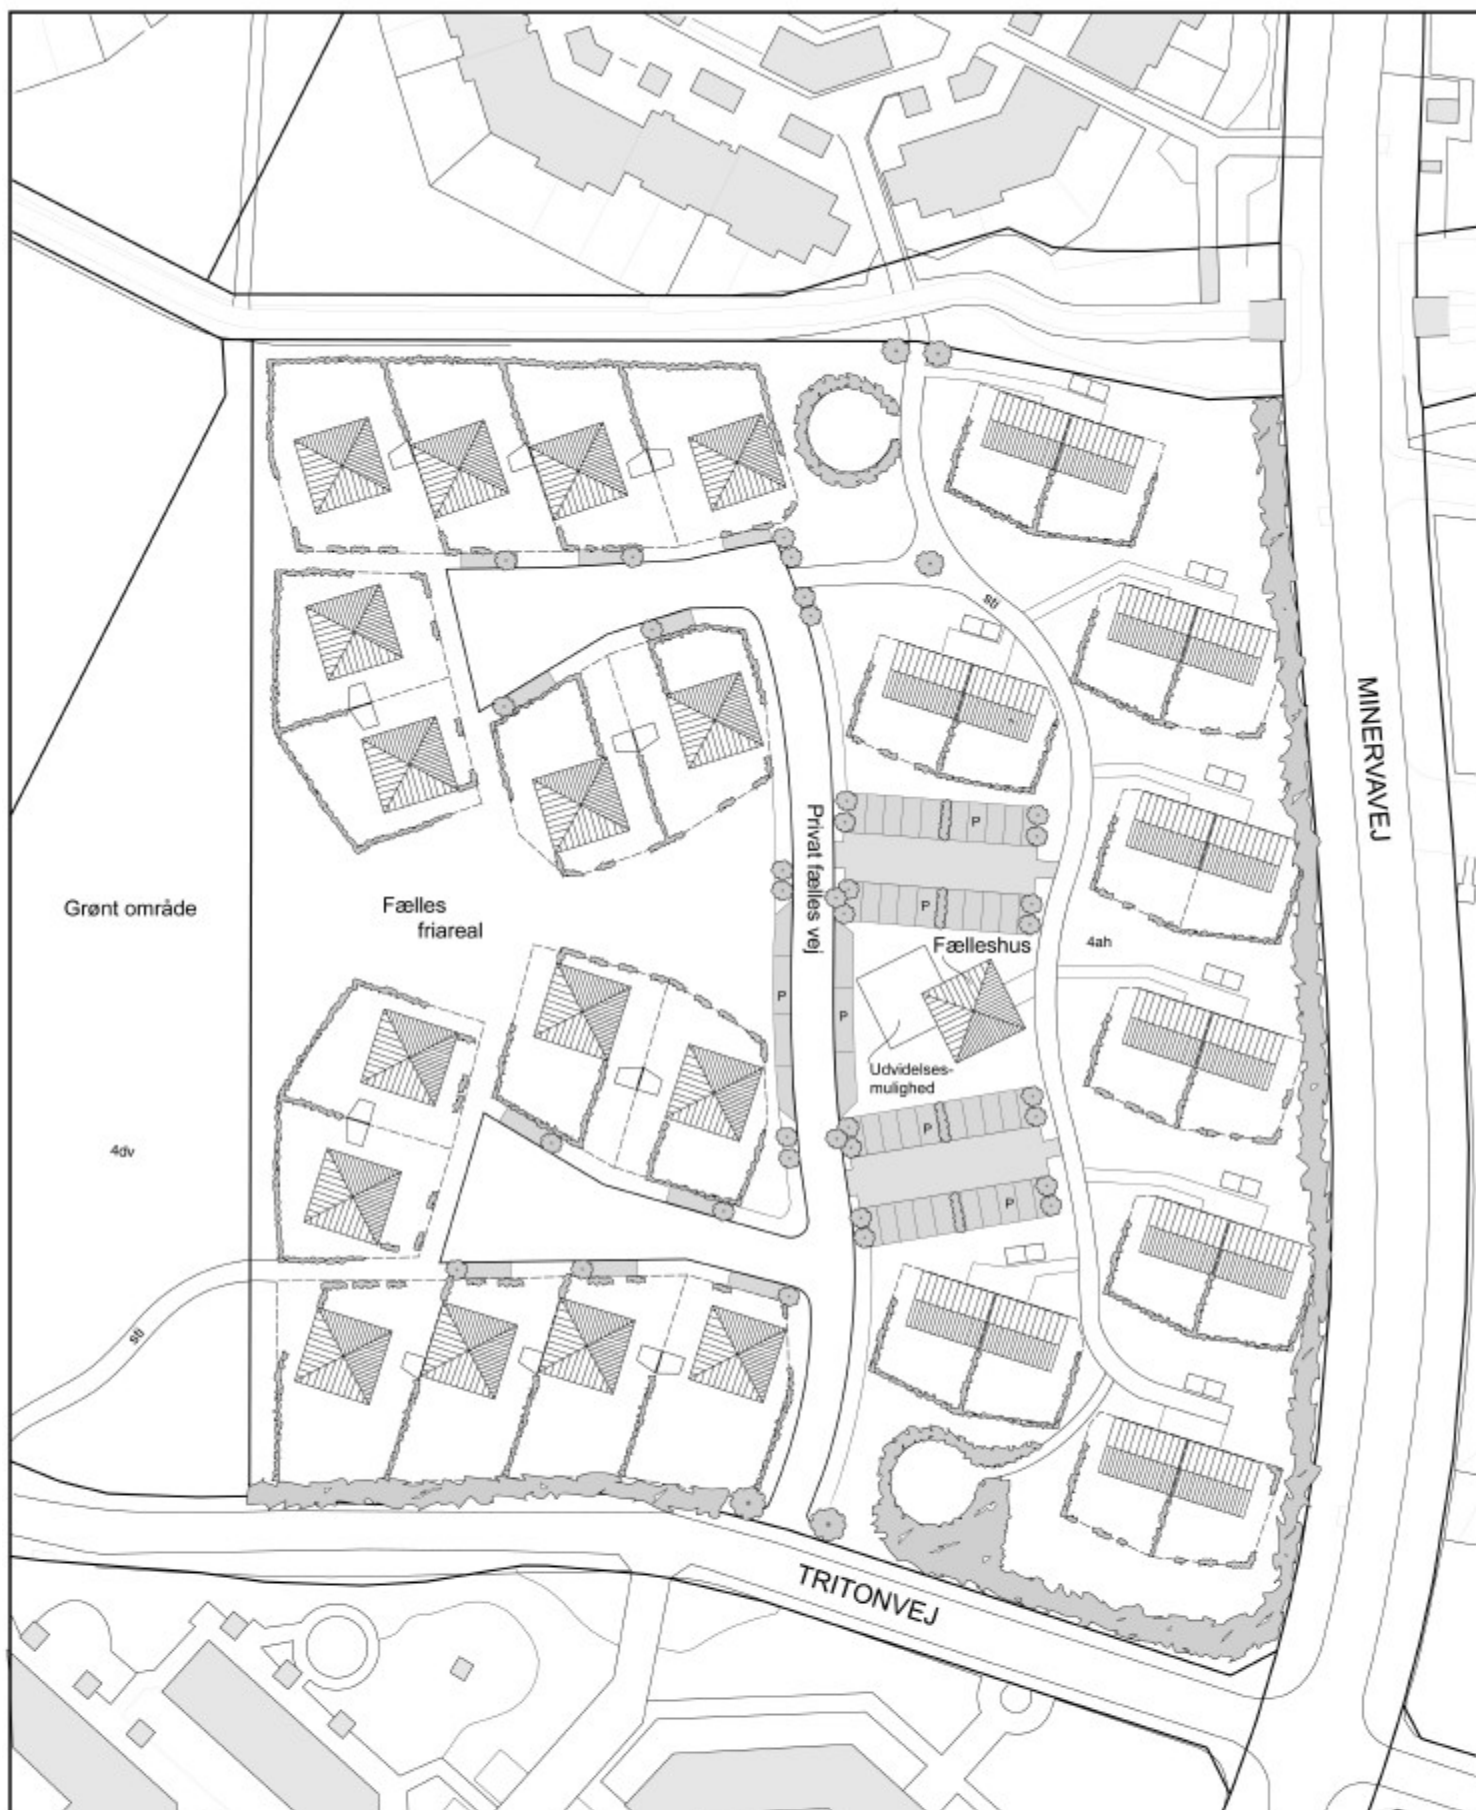 sti
MINERVAVEJ
P
Privat fælles vej
Grønt område
Fælles
friareal
P
Fælleshus
4ah
P
P
Udvidelses-
mulighed
P
4dv
P
sti
TRITONVEJ